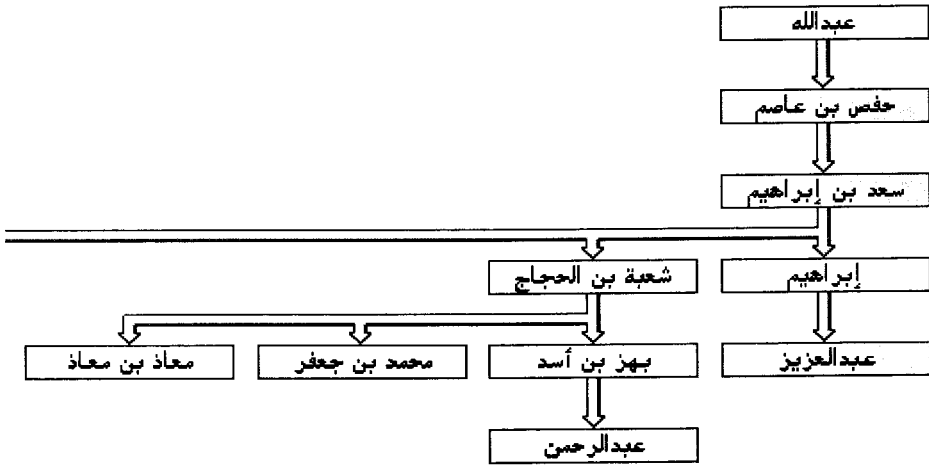 عبدالله
حفص بن عاصم
سعد بن إبراهيم
إبراهيم
شعبة بن الحجاج
عبدالعزيز
بهز بن أسد
محمد بن جعفر
معاذ بن معاذ
عبدالرحمن